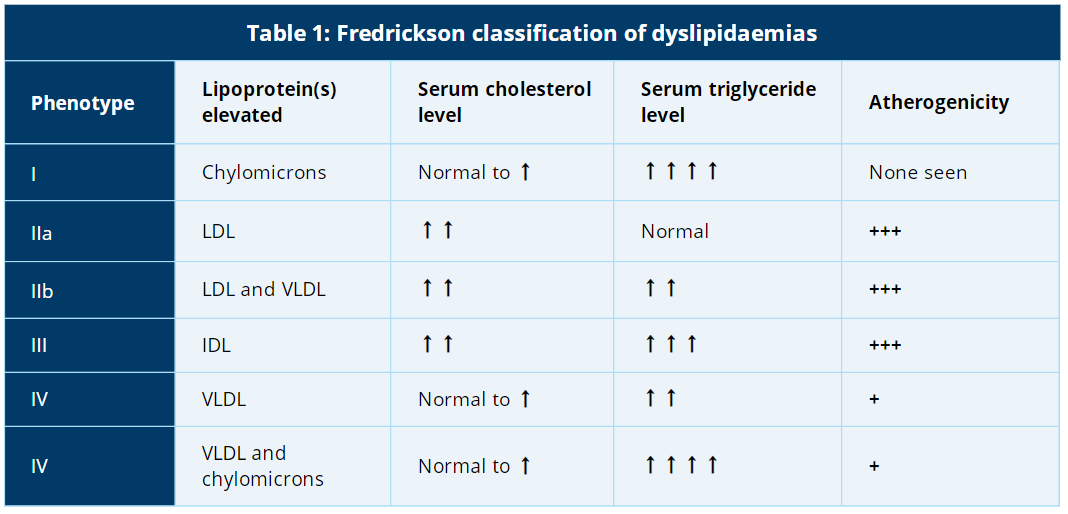 Table 1: Fredrickson classification of dyslipidaemias
Phenotype Lipoprotein(s) elevated Serum cholesterol level Serum triglyceride level Atherogenicity
I Chylomicrons Normal to ↑ ↑ ↑ ↑ ↑ None seen
IIa LDL ↑ ↑ Normal +++
IIb LDL and VLDL ↑ ↑ ↑ ↑ +++
III IDL ↑ ↑ ↑ ↑ ↑ +++
IV VLDL Normal to ↑ ↑ ↑ +
IV VLDL and chylomicrons Normal to ↑ ↑ ↑ ↑ ↑ +